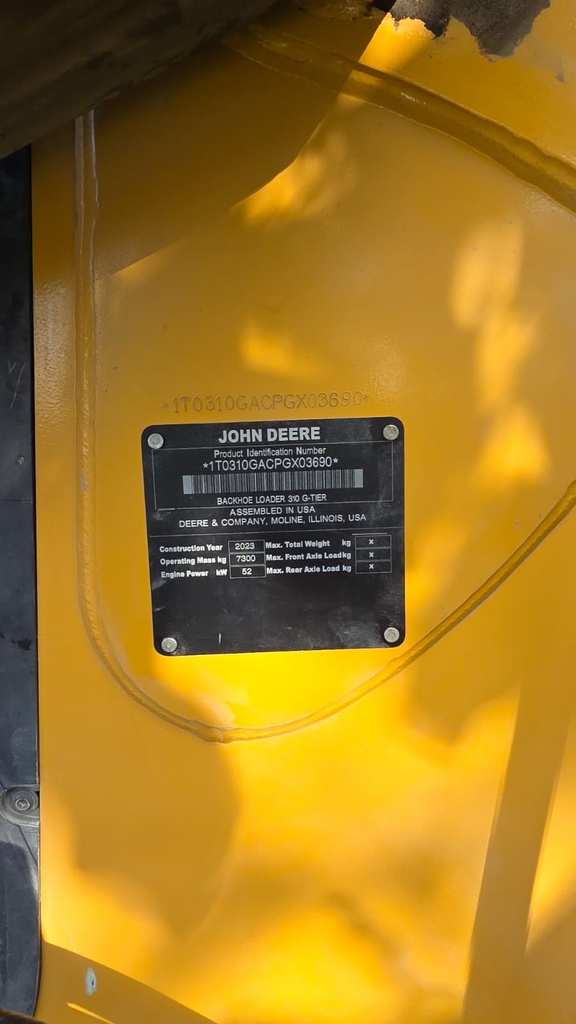 *1T0310GACPGX03690*
JOHN DEERE
Product Identification Number
*1T0310GACPGX03690*
BACKHOE LOADER 310 G-TIER
ASSEMBLED IN USA
DEERE & COMPANY, MOLINE, ILLINOIS, USA
Construction Year 2023 Max. Total Weight kg x
Operating Mass kg 7300 Max. Front Axle Load kg x
Engine Power kW 52 Max. Rear Axle Load kg x